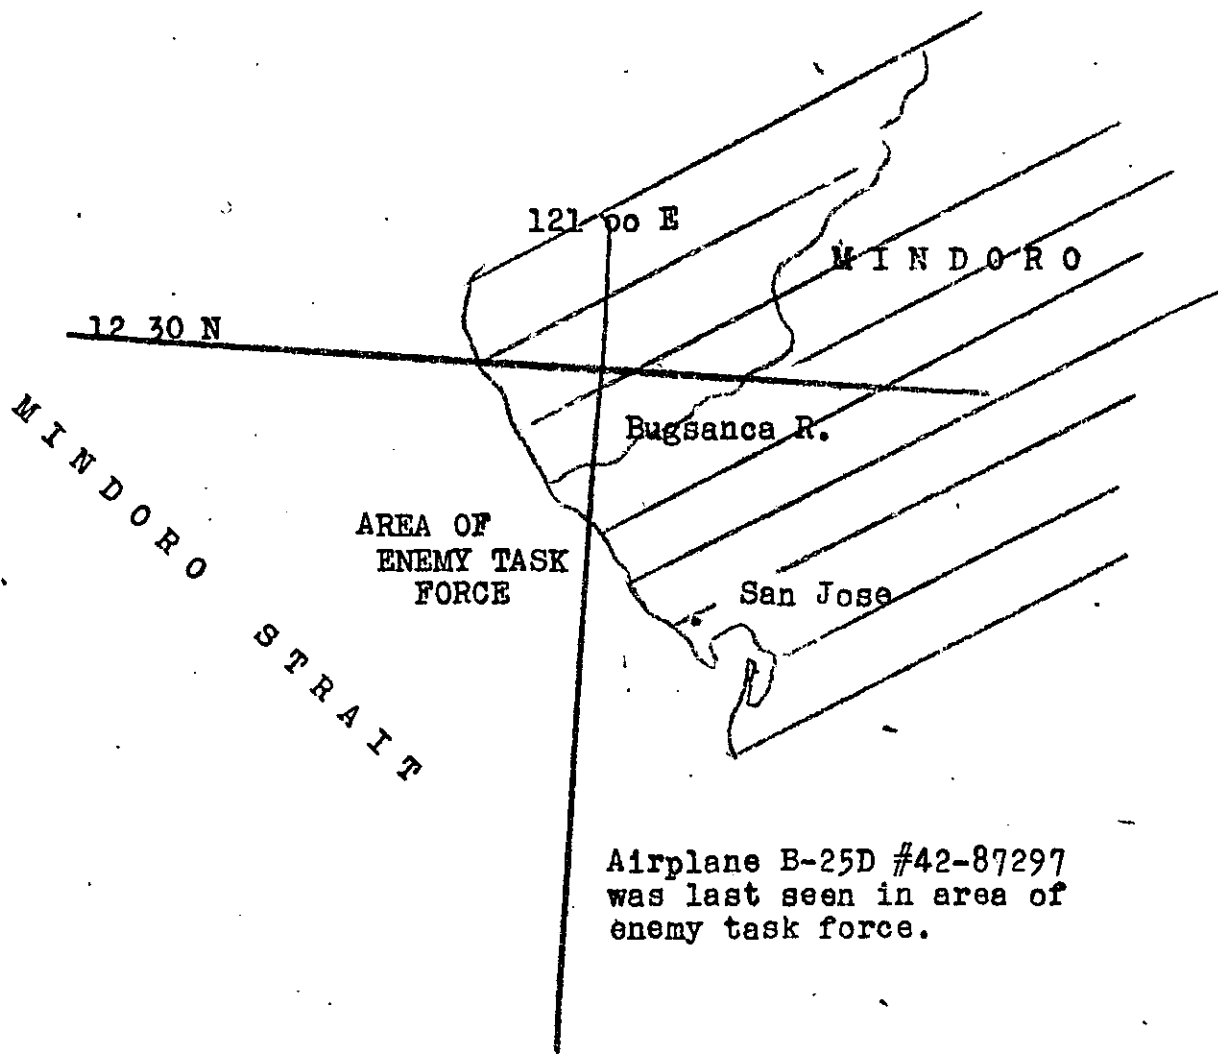 121 00 E
MINDORO
12 30 N
Bugsanca R.
MINDORO STRAIT
AREA OF
ENEMY TASK
FORCE
San Jose
Airplane B-25D #42-87297
was last seen in area of
enemy task force.